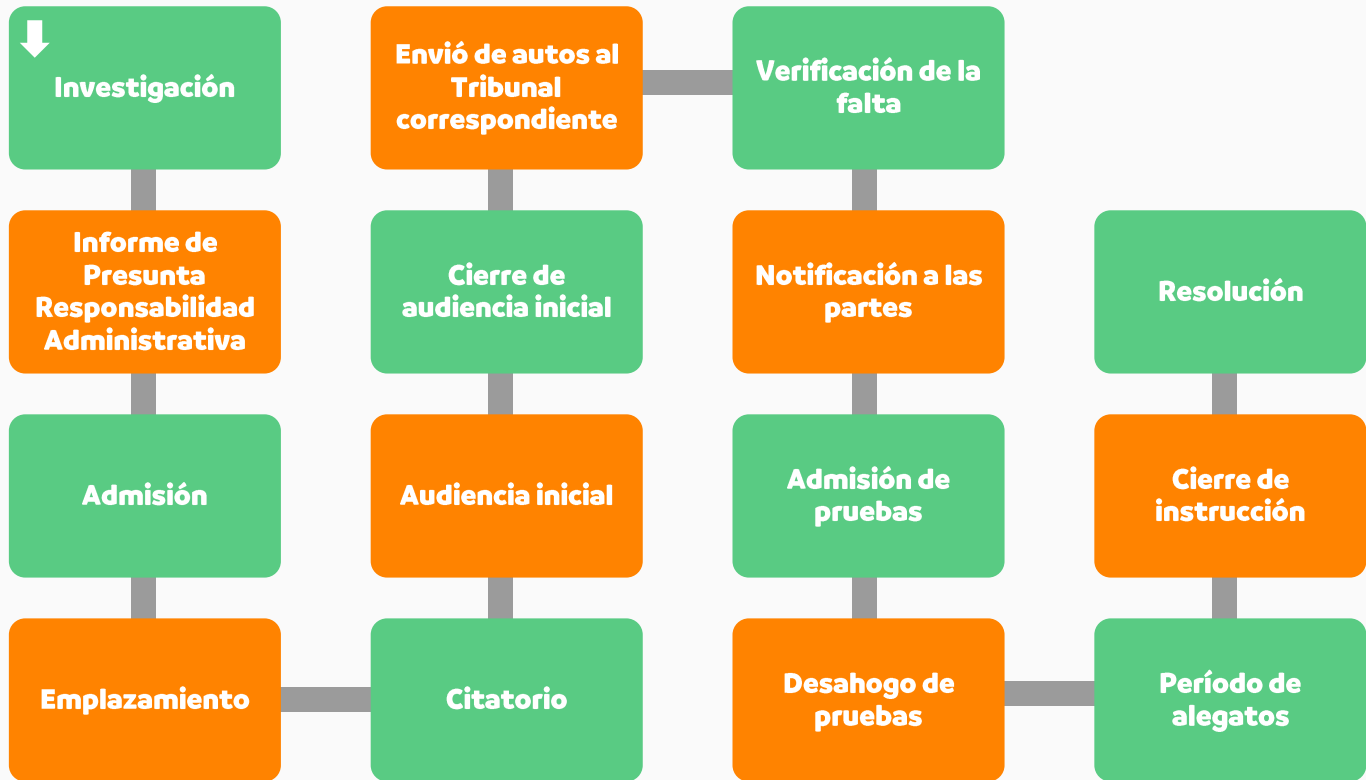 Investigación
Informe de
Presunta
Responsabilidad
Administrativa
Admisión
Emplazamiento
Citatorio
Audiencia inicial
Cierre de
audiencia inicial
Envió de autos al
Tribunal
correspondiente
Verificación de la
falta
Notificación a las
partes
Admisión de
pruebas
Desahogo de
pruebas
Período de
alegatos
Cierre de
instrucción
Resolución